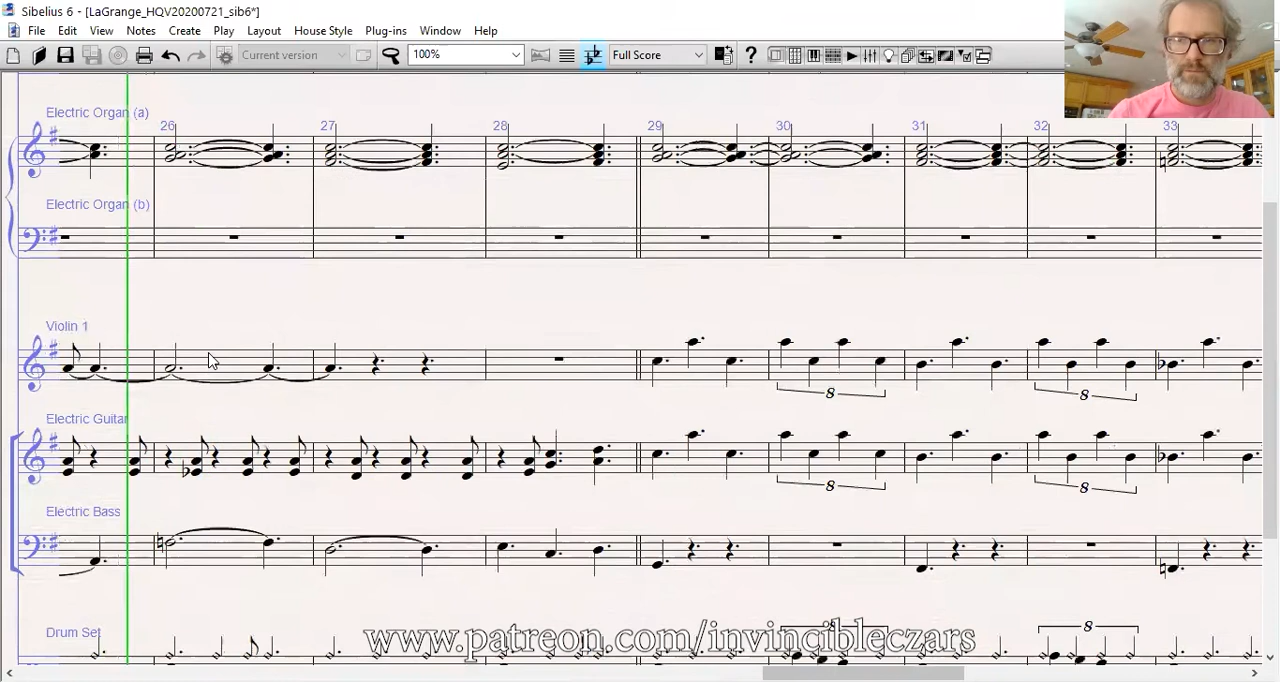 Sibelius 6 - [LaGrange_HQV20200721_sib6*]
File Edit View Notes Create Play Layout House Style Plug-ins Window Help
Current version 100% Full Score ?
Electric Organ (a)
26 27 28 29 30 31 32 33
Electric Organ (b)
Violin 1
8 8
Electric Guitar
8 8
Electric Bass
Drum Set
8 8
www.patreon.com/invincibleczars